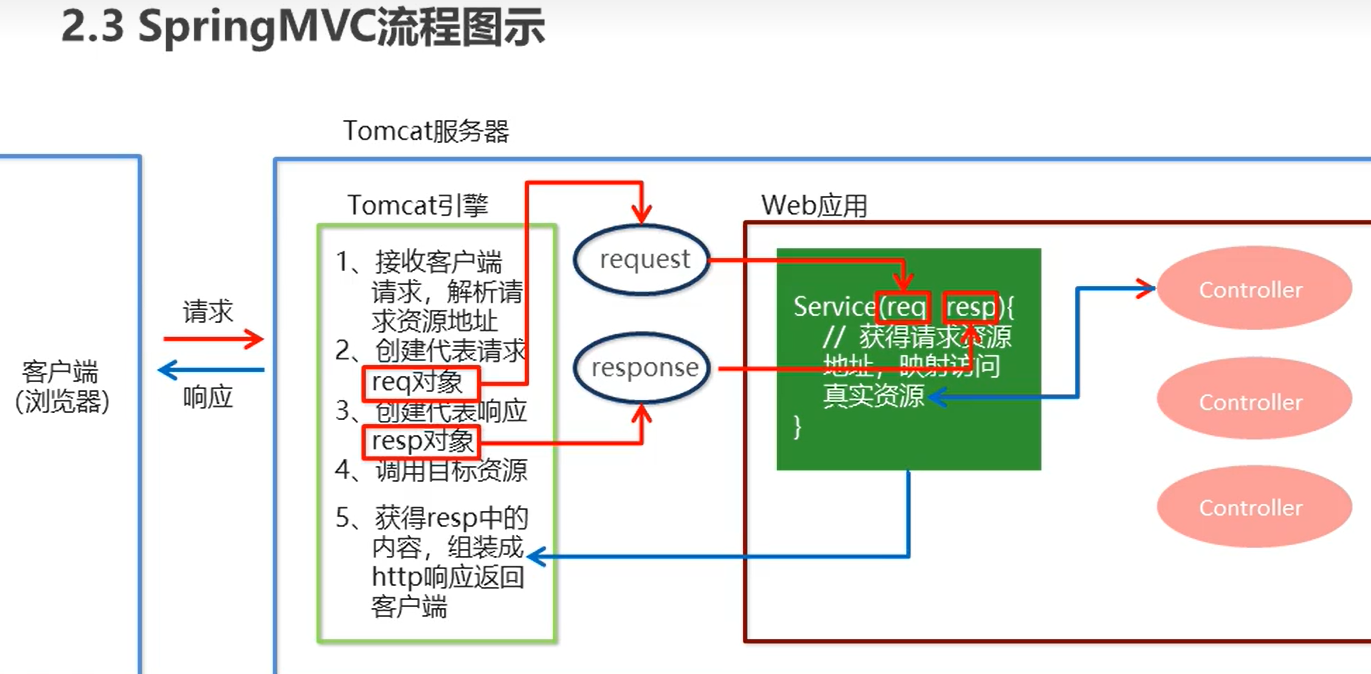 2.3 SpringMVC流程图示
Tomcat服务器
Tomcat引擎
Web应用
1、接收客户端
请求，解析请
求资源地址
2、创建代表请求
req对象
3、创建代表响应
resp对象
4、调用目标资源
5、获得resp中的
内容，组装成
http响应返回
客户端
请求
响应
客户端
(浏览器)
request
response
Service(req resp){
// 获得请求资源
地址，映射访问
真实资源
}
Controller
Controller
Controller